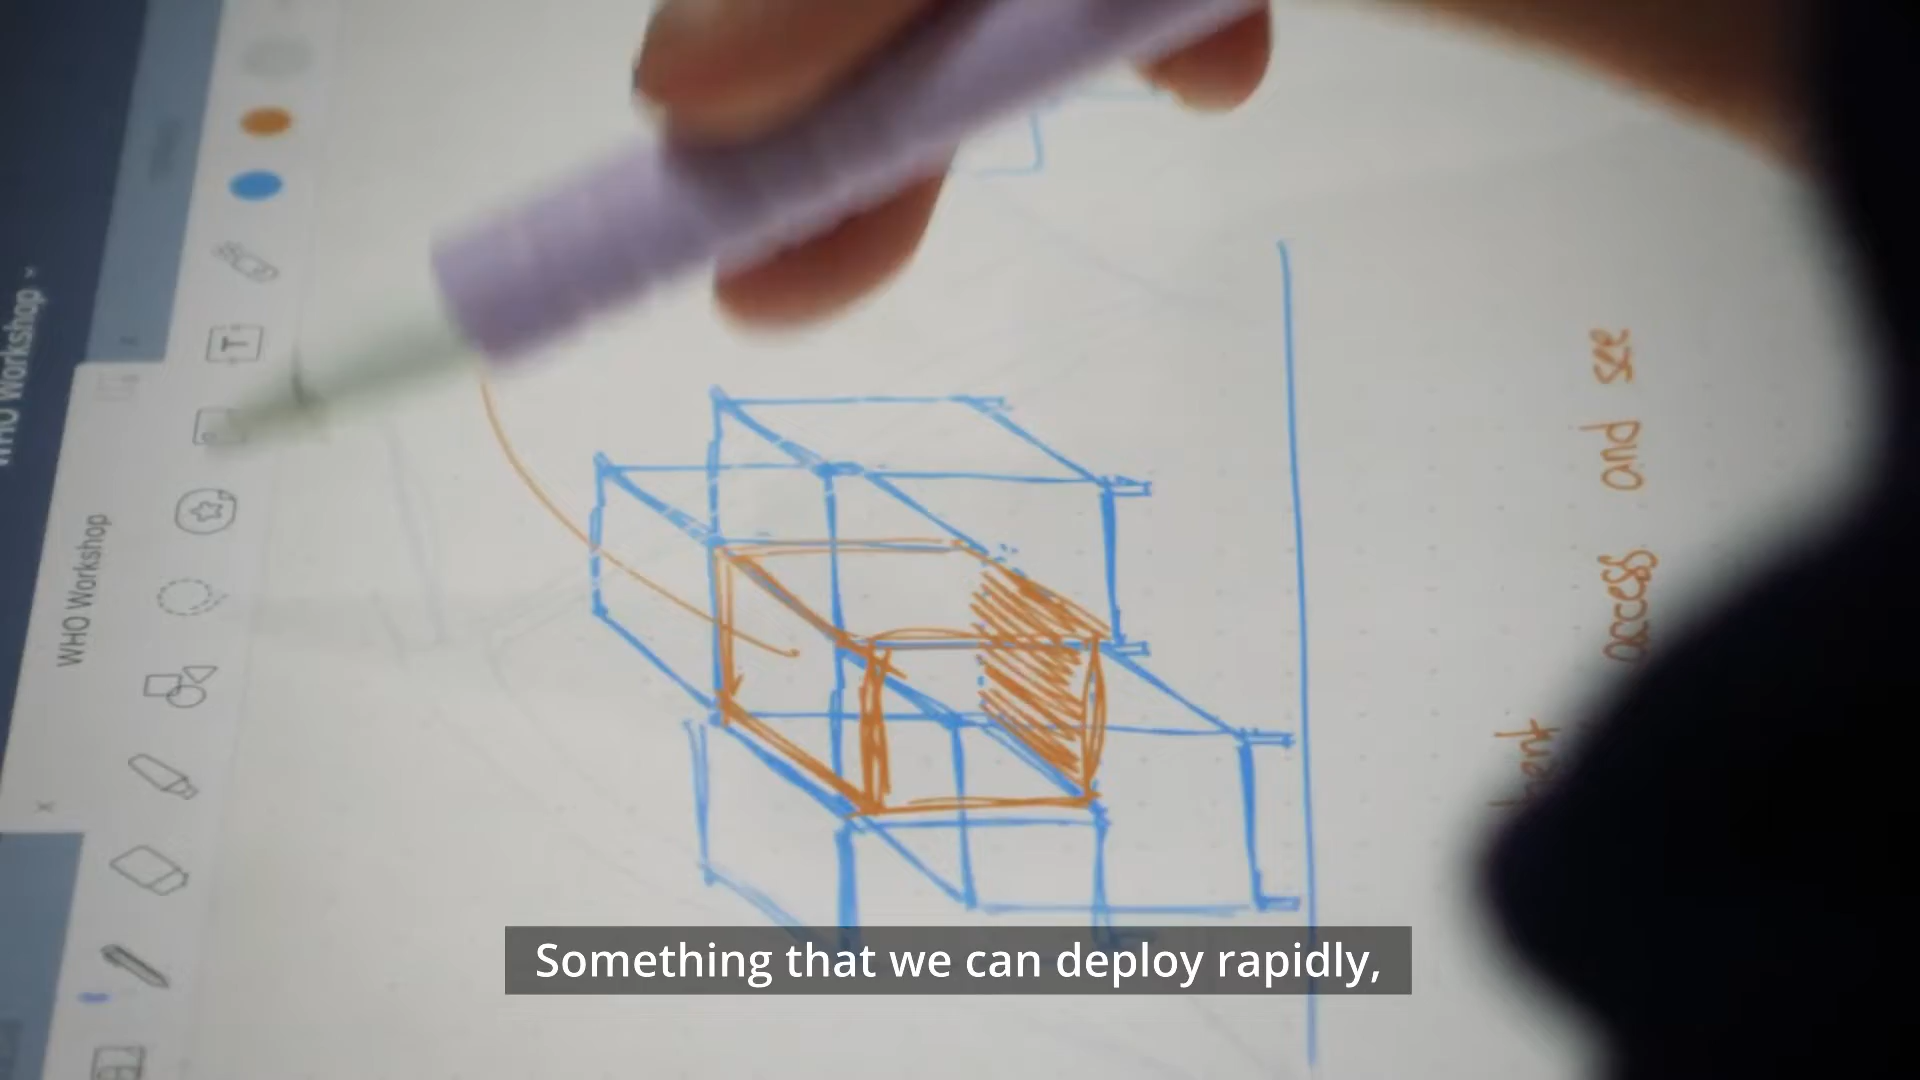 WHO Workshop ×
WHO Workshop
×
T
access and see
Something that we can deploy rapidly,